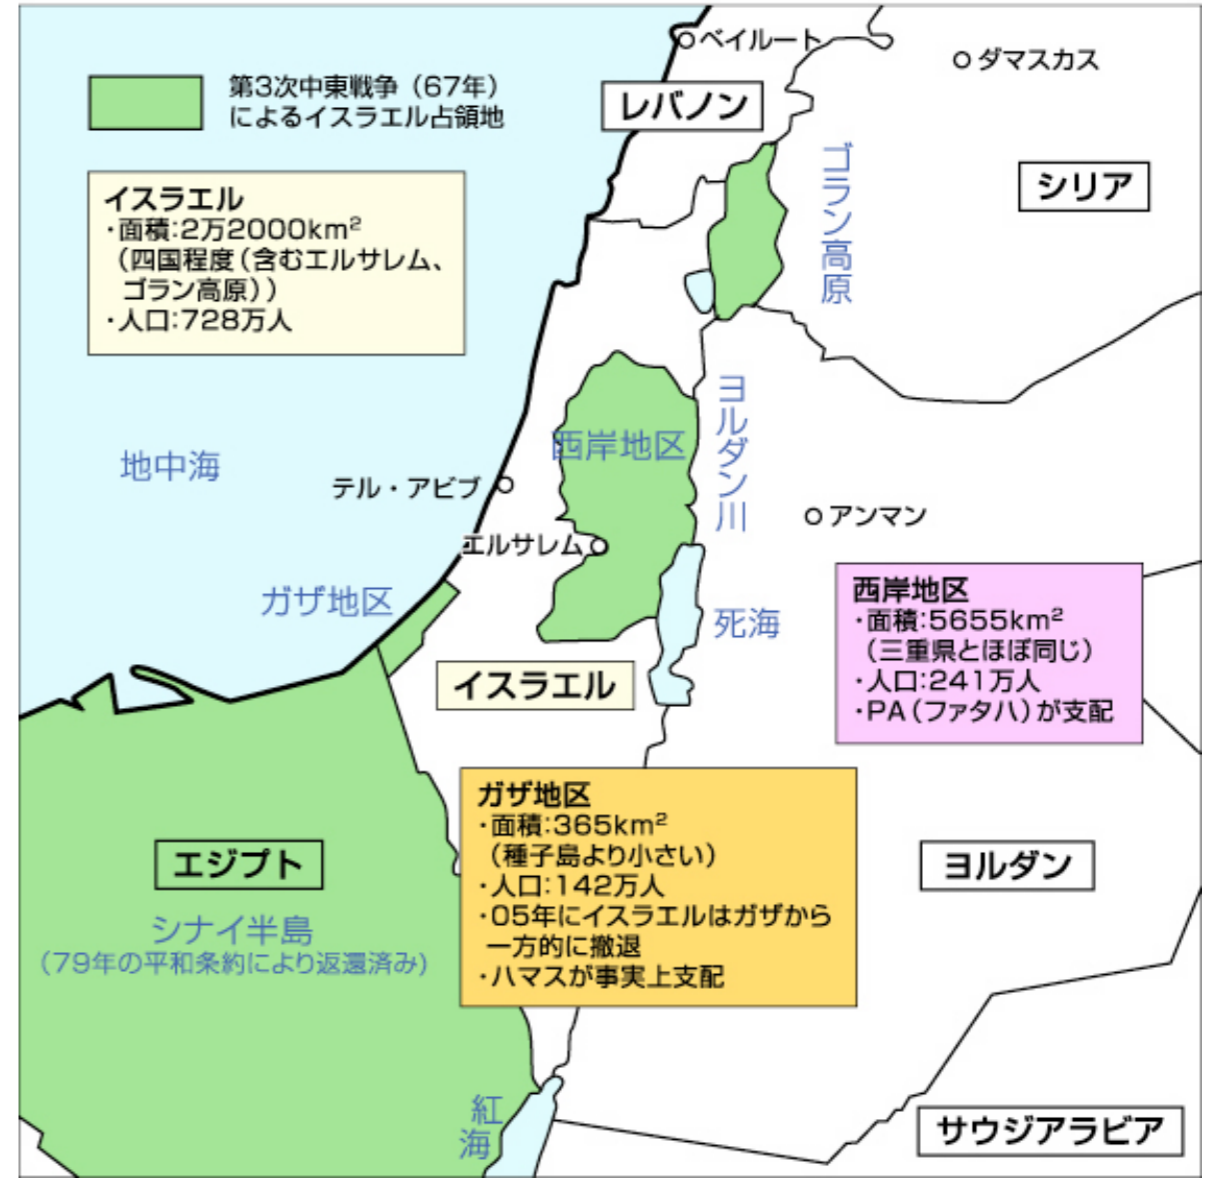 ベイルート
ダマスカス
第3次中東戦争（67年）
によるイスラエル占領地
レバノン
ゴラン高原
シリア
イスラエル
・面積:2万2000km²
（四国程度（含むエルサレム、
ゴラン高原））
・人口:728万人
ヨルダン川
西岸地区
地中海
テル・アビブ
アンマン
エルサレム
ガザ地区
死海
西岸地区
・面積:5655km²
（三重県とほぼ同じ）
・人口:241万人
・PA（ファタハ）が支配
イスラエル
ガザ地区
・面積:365km²
（種子島より小さい）
・人口:142万人
・05年にイスラエルはガザから
一方的に撤退
・ハマスが事実上支配
エジプト
シナイ半島
（79年の平和条約により返還済み）
ヨルダン
紅海
サウジアラビア